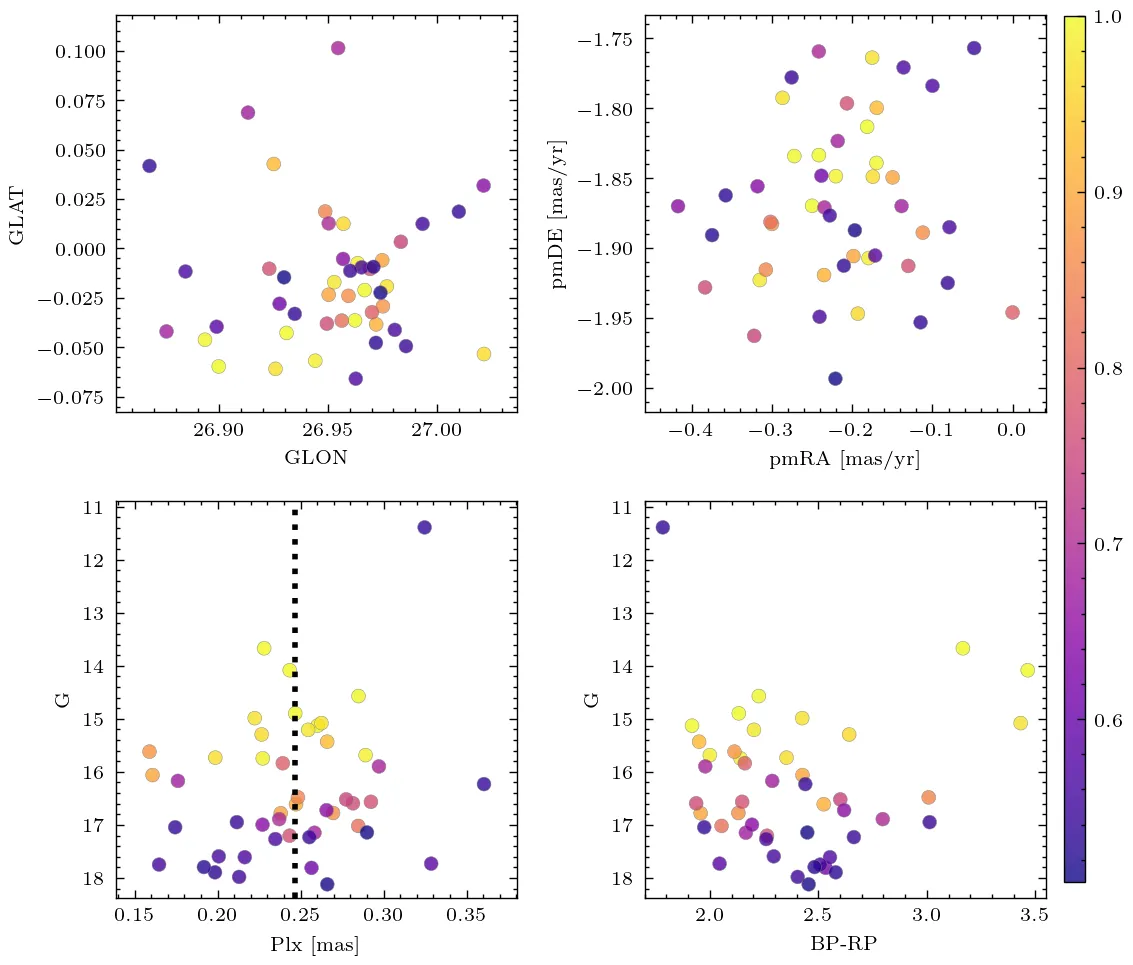 0.100
0.075
0.050
0.025
0.000
−0.025
−0.050
−0.075
GLAT
26.90 26.95 27.00
GLON
−1.75
−1.80
−1.85
−1.90
−1.95
−2.00
pmDE [mas/yr]
−0.4 −0.3 −0.2 −0.1 0.0
pmRA [mas/yr]
11
12
13
14
15
16
17
18
G
0.15 0.20 0.25 0.30 0.35
Plx [mas]
11
12
13
14
15
16
17
18
G
2.0 2.5 3.0 3.5
BP-RP
1.0
0.9
0.8
0.7
0.6